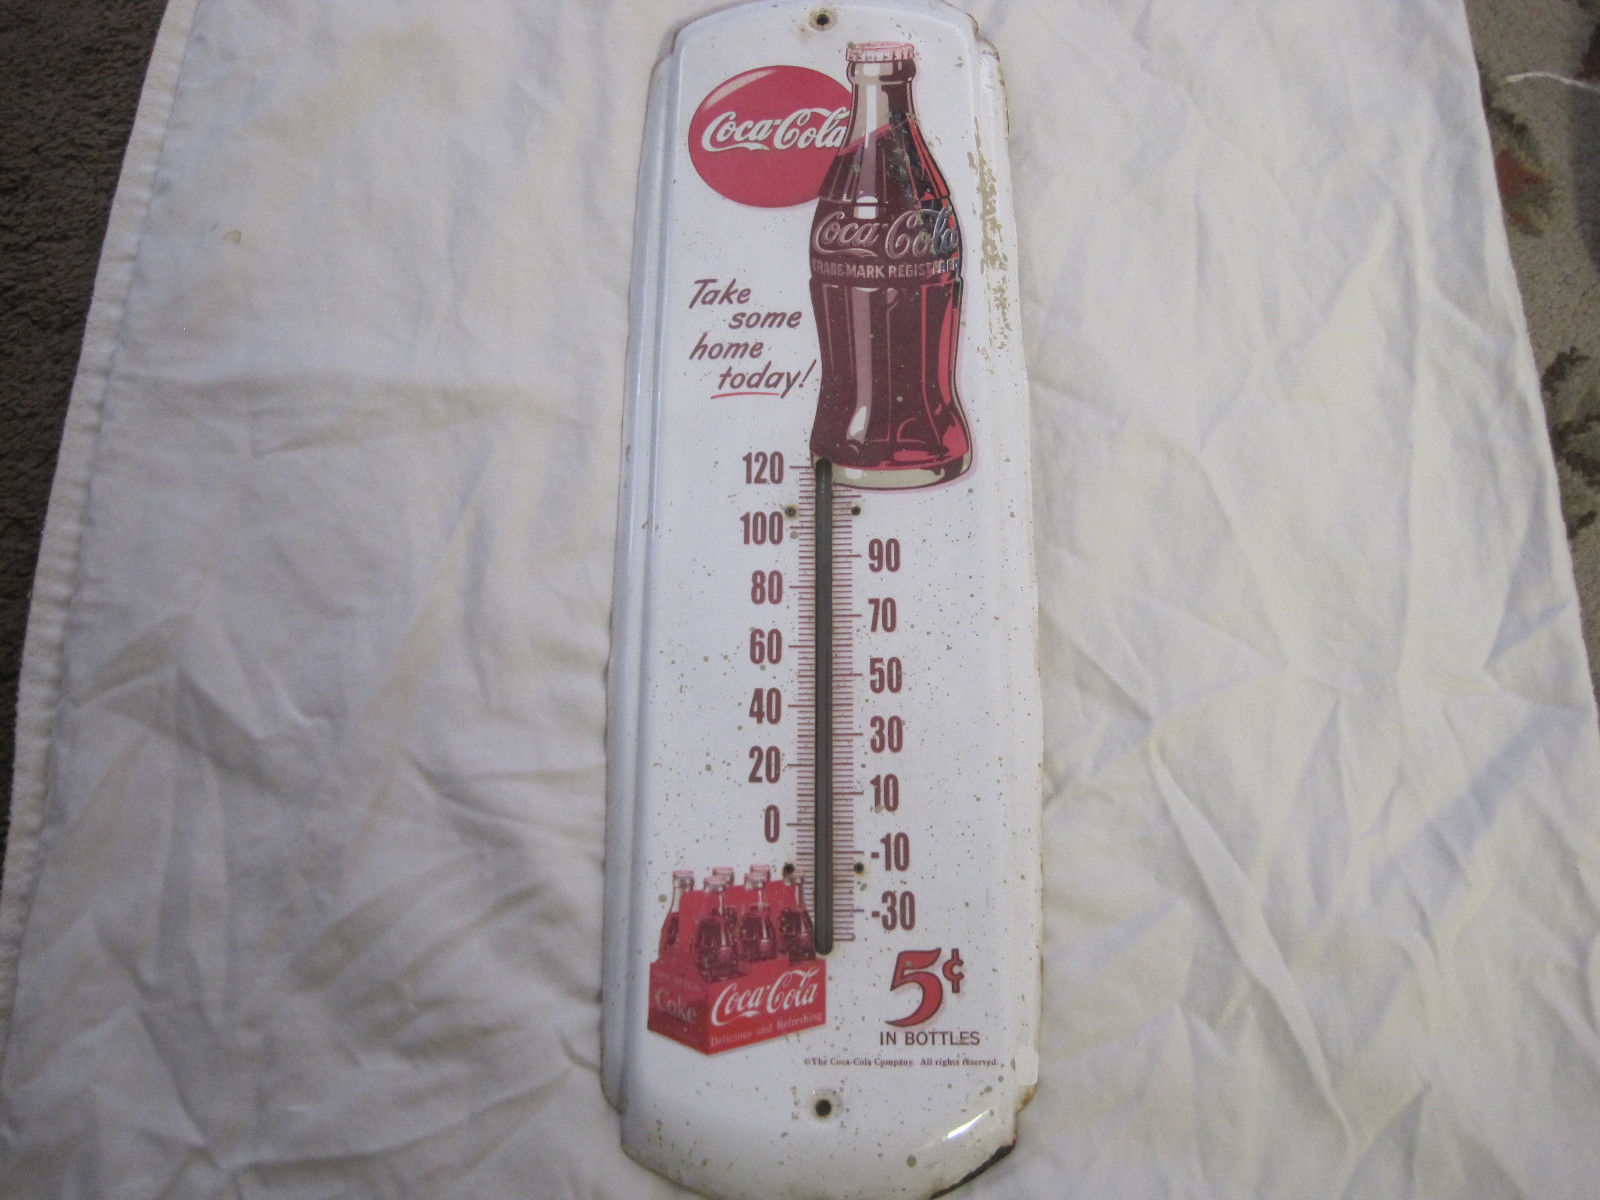 Coca-Cola
Coca-Cola
TRADE MARK REGISTERED
Take
some
home
today!
120
100
90
80
70
60
50
40
30
20
10
0
-10
-30
5¢
IN BOTTLES
Coke
Coca-Cola
Delicious and Refreshing
©The Coca-Cola Company. All rights reserved.